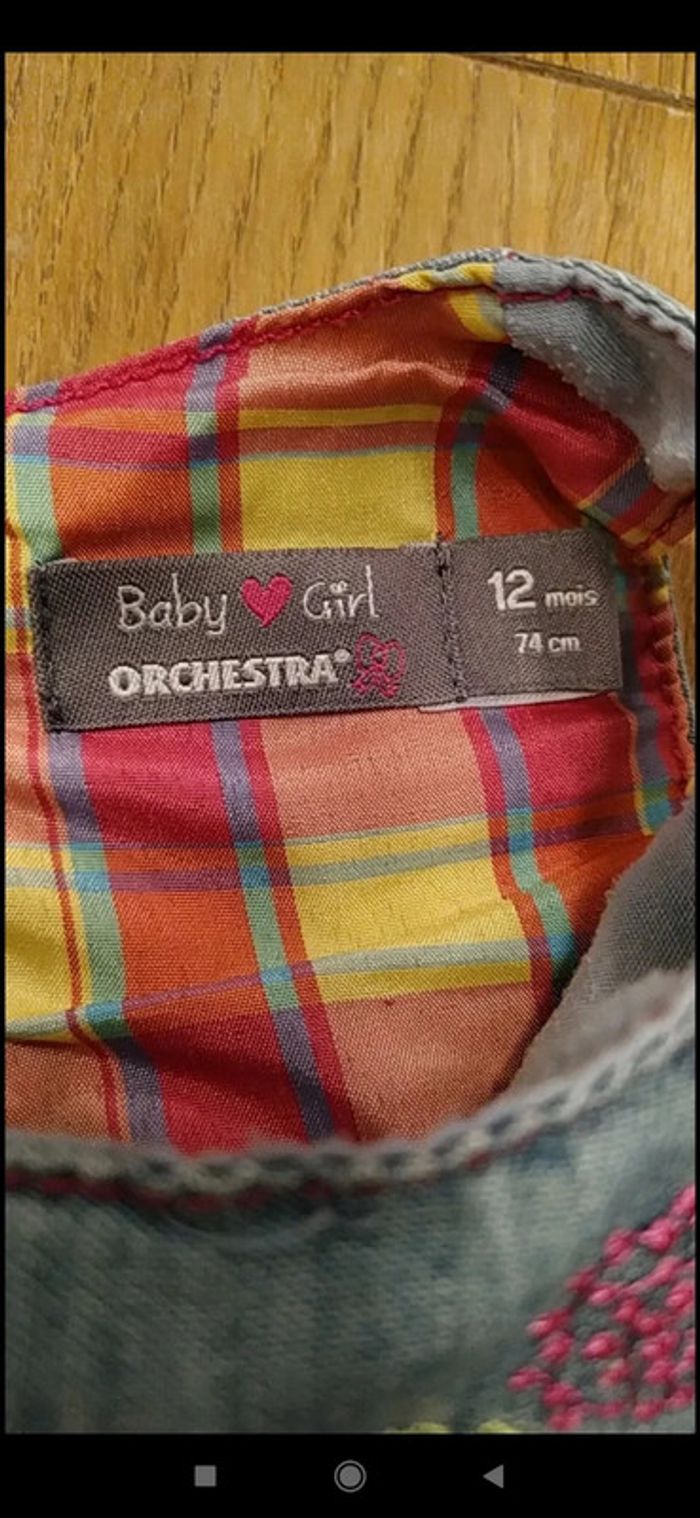 Baby Girl
ORCHESTRA®
12 mois
74 cm